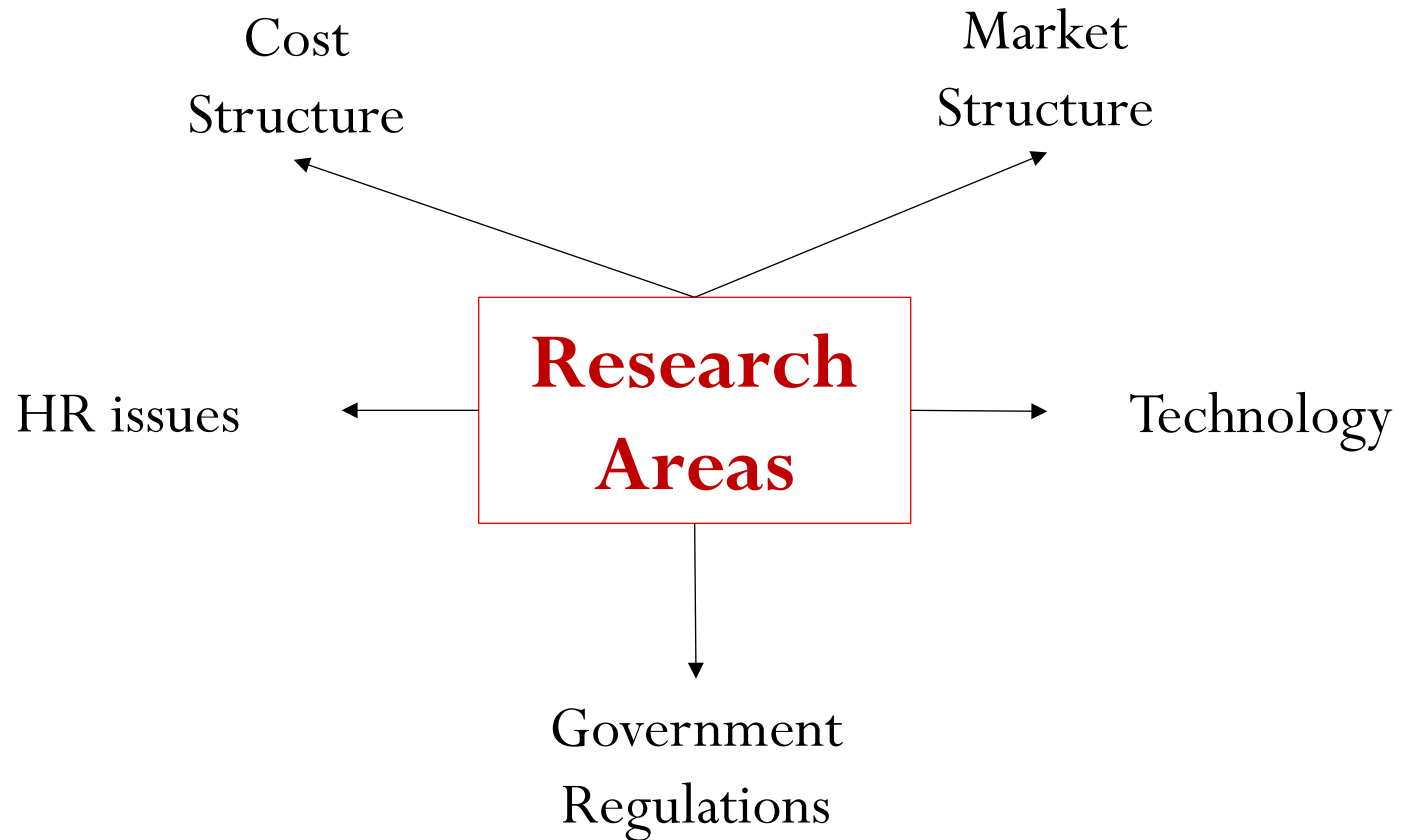 Cost
Structure
Market
Structure
Research
Areas
HR issues
Technology
Government
Regulations